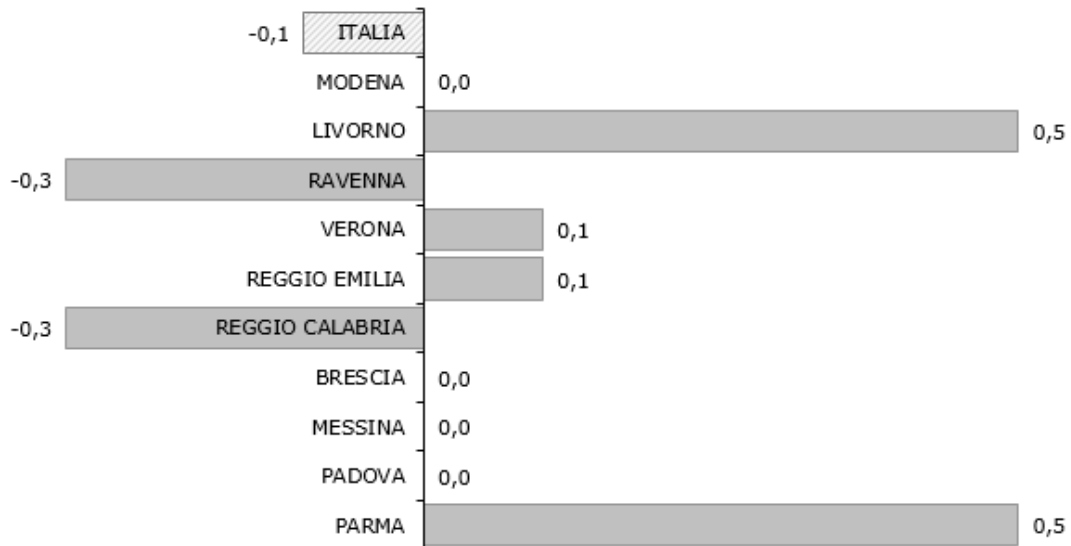 -0,1 ITALIA
MODENA 0,0
LIVORNO 0,5
-0,3 RAVENNA
VERONA 0,1
REGGIO EMILIA 0,1
-0,3 REGGIO CALABRIA
BRESCIA 0,0
MESSINA 0,0
PADOVA 0,0
PARMA 0,5